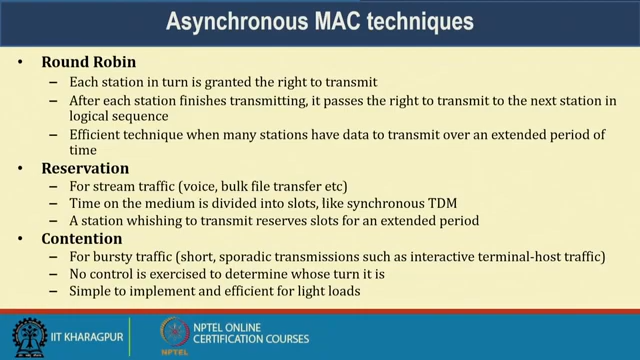 Asynchronous MAC techniques
• Round Robin
– Each station in turn is granted the right to transmit
– After each station finishes transmitting, it passes the right to transmit to the next station in
logical sequence
– Efficient technique when many stations have data to transmit over an extended period of
time
• Reservation
– For stream traffic (voice, bulk file transfer etc)
– Time on the medium is divided into slots, like synchronous TDM
– A station whishing to transmit reserves slots for an extended period
• Contention
– For bursty traffic (short, sporadic transmissions such as interactive terminal-host traffic)
– No control is exercised to determine whose turn it is
– Simple to implement and efficient for light loads
IIT KHARAGPUR
NPTEL
NPTEL ONLINE
CERTIFICATION COURSES